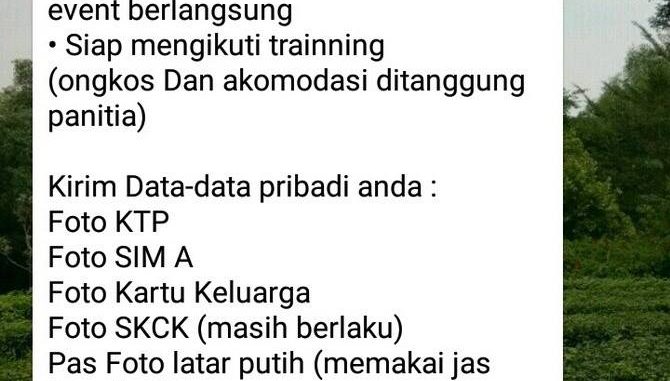 event berlangsung
• Siap mengikuti trainning
(ongkos Dan akomodasi ditanggung
panitia)
Kirim Data-data pribadi anda :
Foto KTP
Foto SIM A
Foto Kartu Keluarga
Foto SKCK (masih berlaku)
Pas Foto latar putih (memakai jas